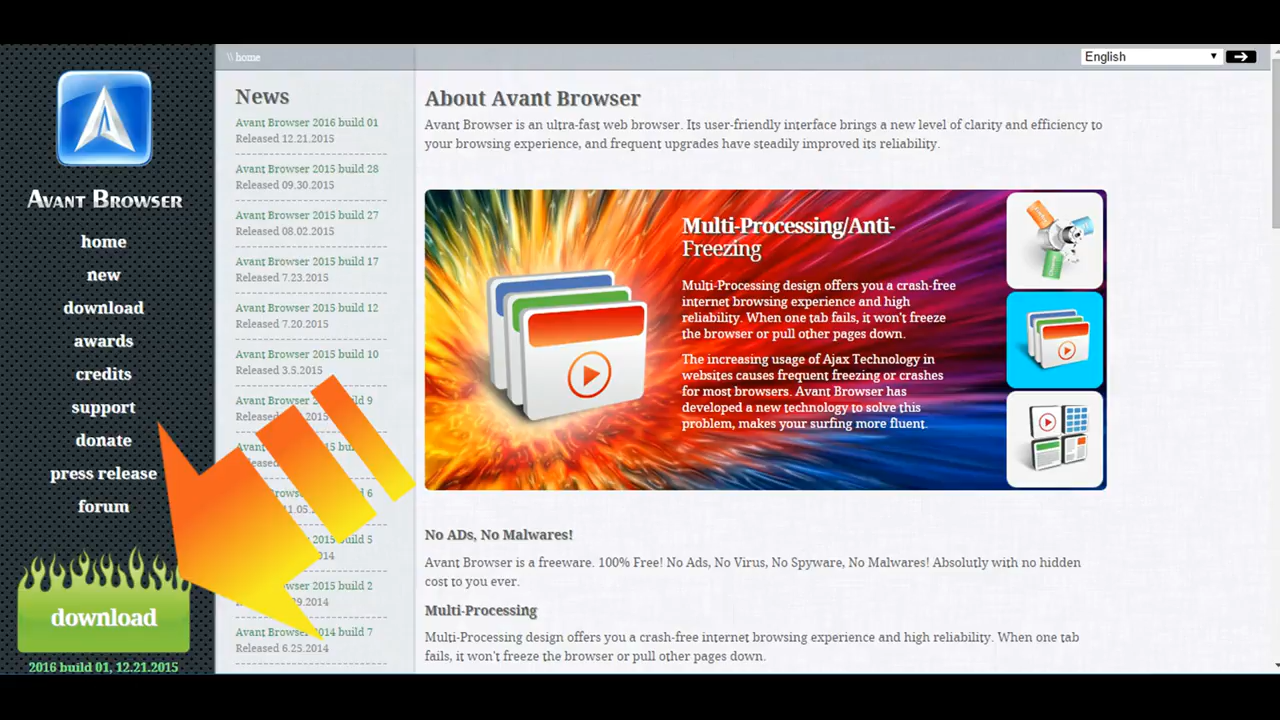 \\ home
English
AVANT BROWSER
home
new
download
awards
credits
support
donate
press release
forum
download
2016 build 01, 12.21.2015
News
Avant Browser 2016 build 01
Released 12.21.2015
Avant Browser 2015 build 28
Released 09.30.2015
Avant Browser 2015 build 27
Released 08.02.2015
Avant Browser 2015 build 17
Released 7.23.2015
Avant Browser 2015 build 12
Released 7.20.2015
Avant Browser 2015 build 10
Released 3.5.2015
Avant Browser 9
2015
Avant build
Released
6
11.05.
build 5
014
Browser 2015 build 2
29.2014
Avant Browser 2014 build 7
Released 6.25.2014
About Avant Browser
Avant Browser is an ultra-fast web browser. Its user-friendly interface brings a new level of clarity and efficiency to
your browsing experience, and frequent upgrades have steadily improved its reliability.
Multi-Processing/Anti-
Freezing
Multi-Processing design offers you a crash-free
internet browsing experience and high
reliability. When one tab fails, it won't freeze
the browser or pull other pages down.
The increasing usage of Ajax Technology in
websites causes frequent freezing or crashes
for most browsers. Avant Browser has
developed a new technology to solve this
problem, makes your surfing more fluent.
No ADs, No Malwares!
Avant Browser is a freeware. 100% Free! No Ads, No Virus, No Spyware, No Malwares! Absolutly with no hidden
cost to you ever.
Multi-Processing
Multi-Processing design offers you a crash-free internet browsing experience and high reliability. When one tab
fails, it won't freeze the browser or pull other pages down.